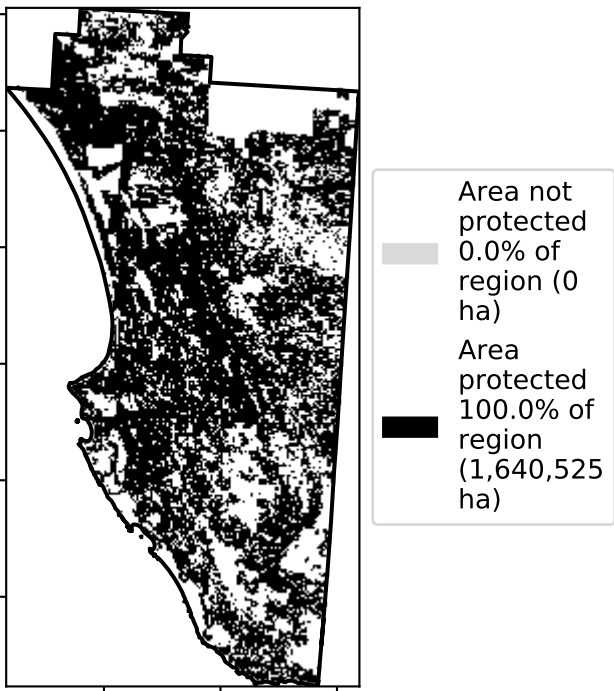 Area not
protected
0.0% of
region (0
ha)
Area
protected
100.0% of
region
(1,640,525
ha)